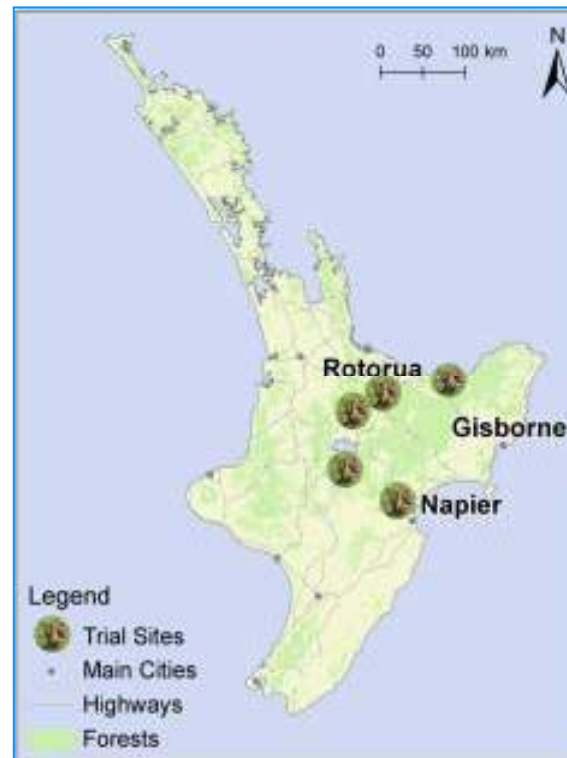 N
0 50 100 km
Rotorua
Gisborne
Napier
Legend
Trial Sites
Main Cities
Highways
Forests